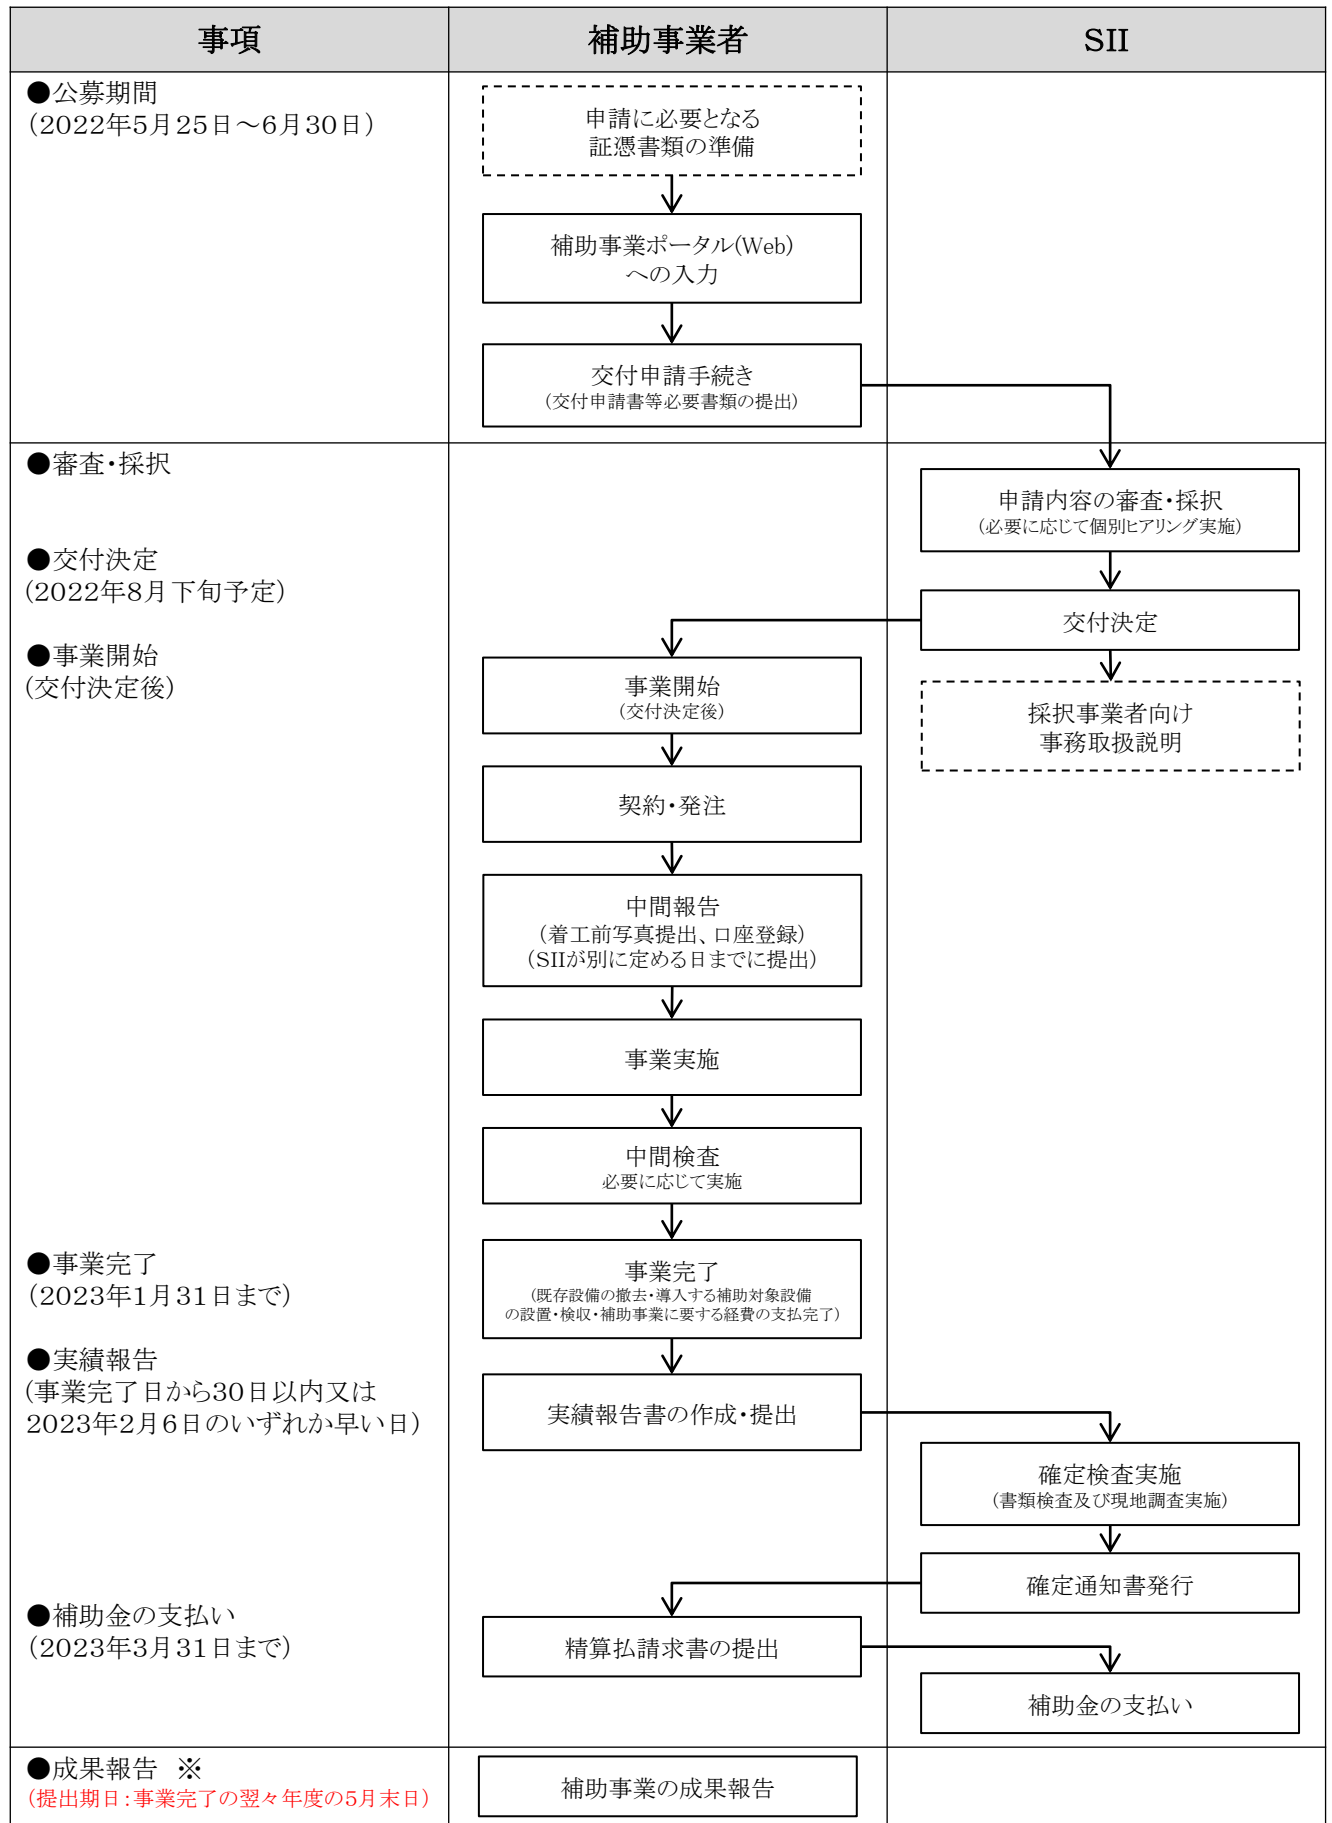 事項
補助事業者
SII
●公募期間
(2022年5月25日～6月30日)
申請に必要となる
証憑書類の準備
補助事業ポータル(Web)
への入力
交付申請手続き
(交付申請書等必要書類の提出)
●審査・採択
申請内容の審査・採択
(必要に応じて個別ヒアリング実施)
●交付決定
(2022年8月下旬予定)
交付決定
●事業開始
(交付決定後)
事業開始
(交付決定後)
採択事業者向け
事務取扱説明
契約・発注
中間報告
(着工前写真提出、口座登録)
(SIIが別に定める日までに提出)
事業実施
中間検査
必要に応じて実施
●事業完了
(2023年1月31日まで)
事業完了
(既存設備の撤去・導入する補助対象設備
の設置・検収・補助事業に要する経費の支払完了)
●実績報告
(事業完了日から30日以内又は
2023年2月6日のいずれか早い日)
実績報告書の作成・提出
確定検査実施
(書類検査及び現地調査実施)
確定通知書発行
●補助金の支払い
(2023年3月31日まで)
精算払請求書の提出
補助金の支払い
●成果報告　※
(提出期日:事業完了の翌々年度の5月末日)
補助事業の成果報告